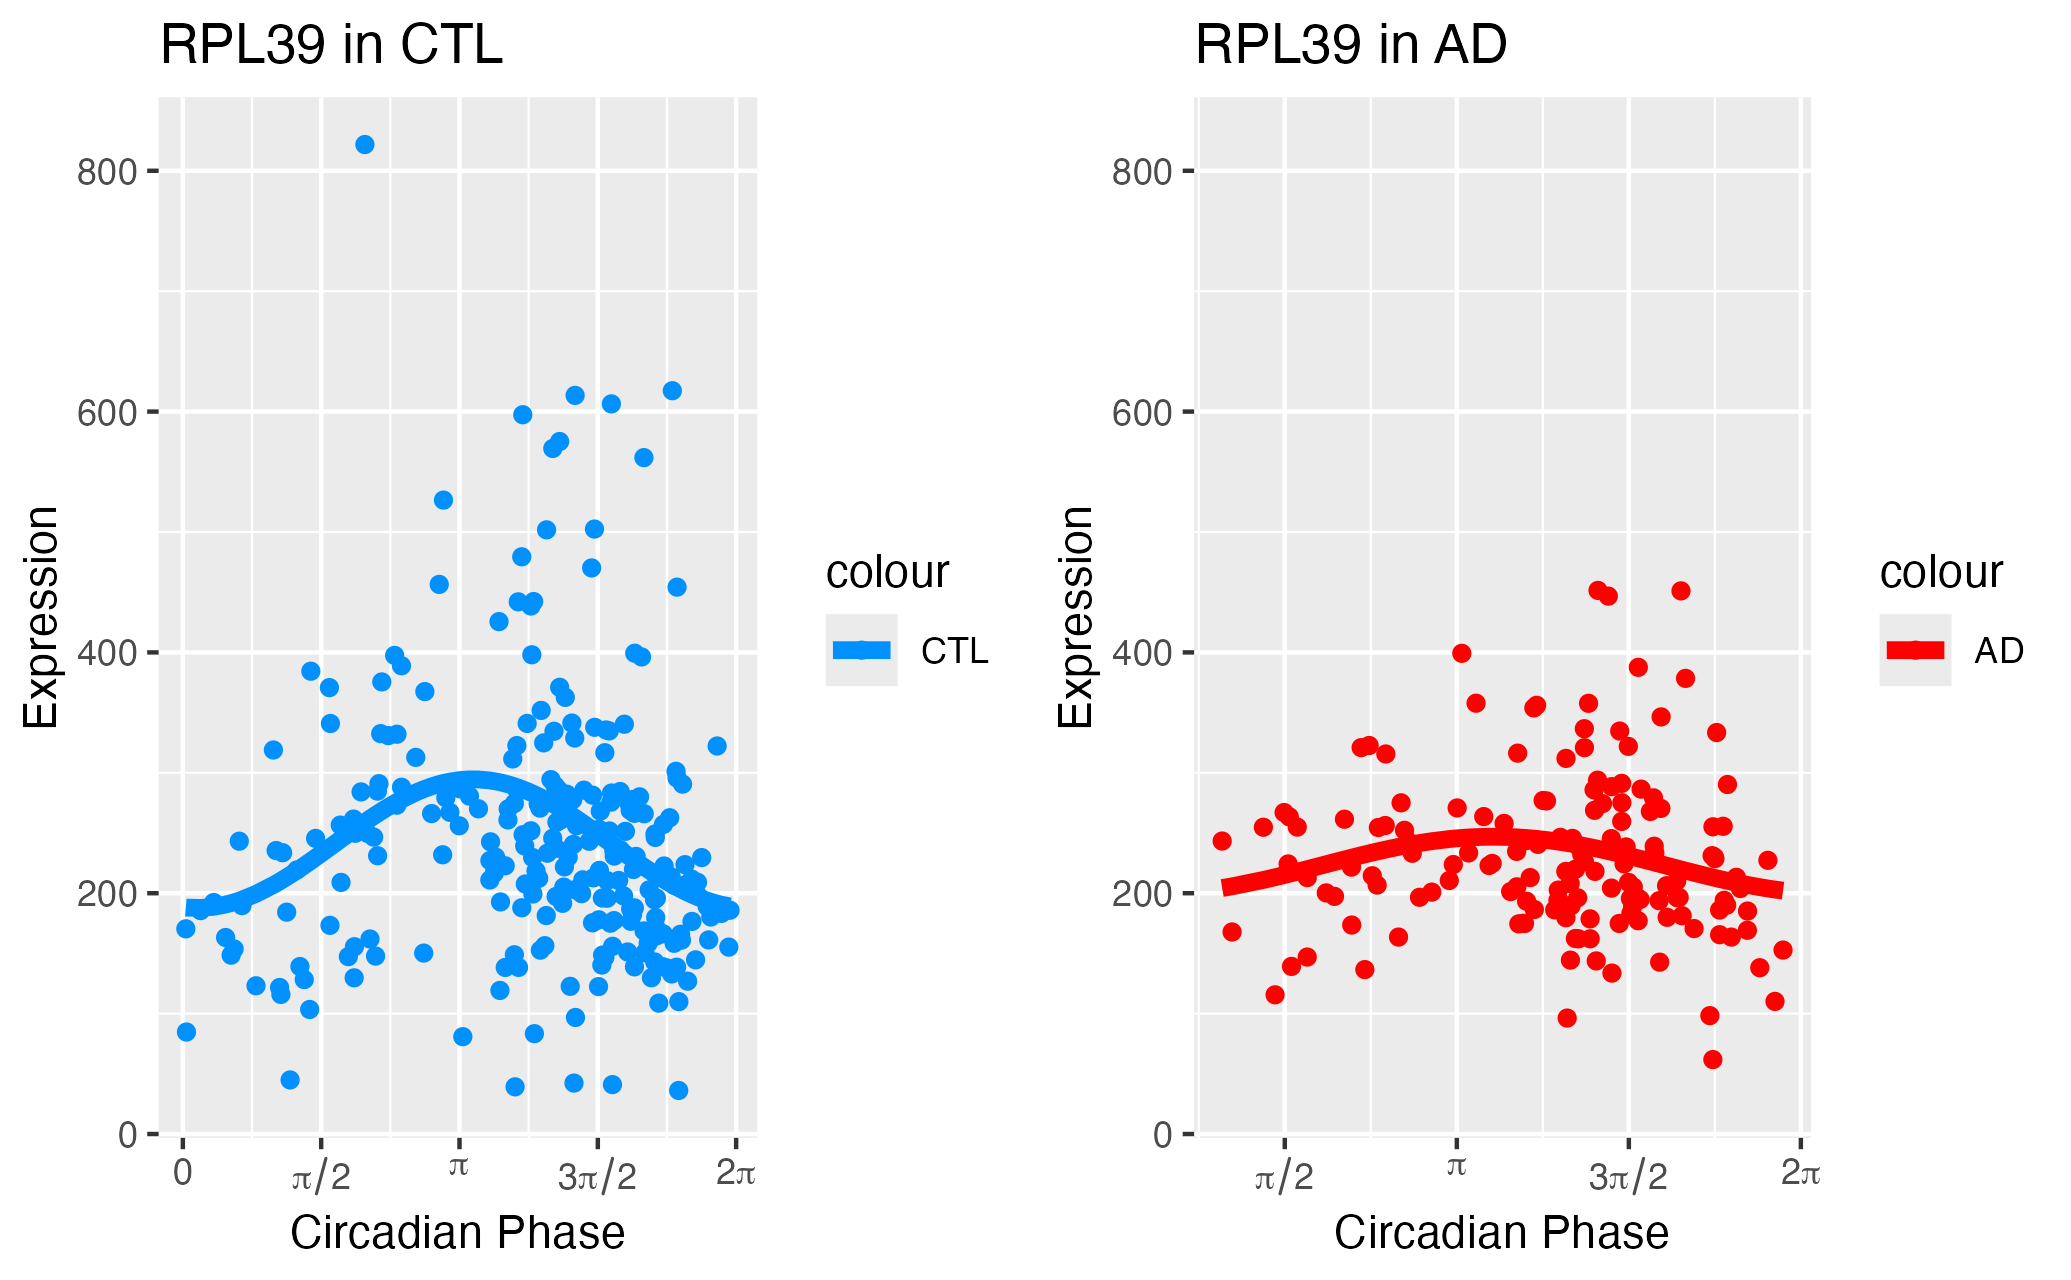 RPL39 in CTL
800
600
400
200
0
Expression
0 π/2 π 3π/2 2π
Circadian Phase
colour
CTL
RPL39 in AD
800
600
400
200
0
Expression
π/2 π 3π/2 2π
Circadian Phase
colour
AD